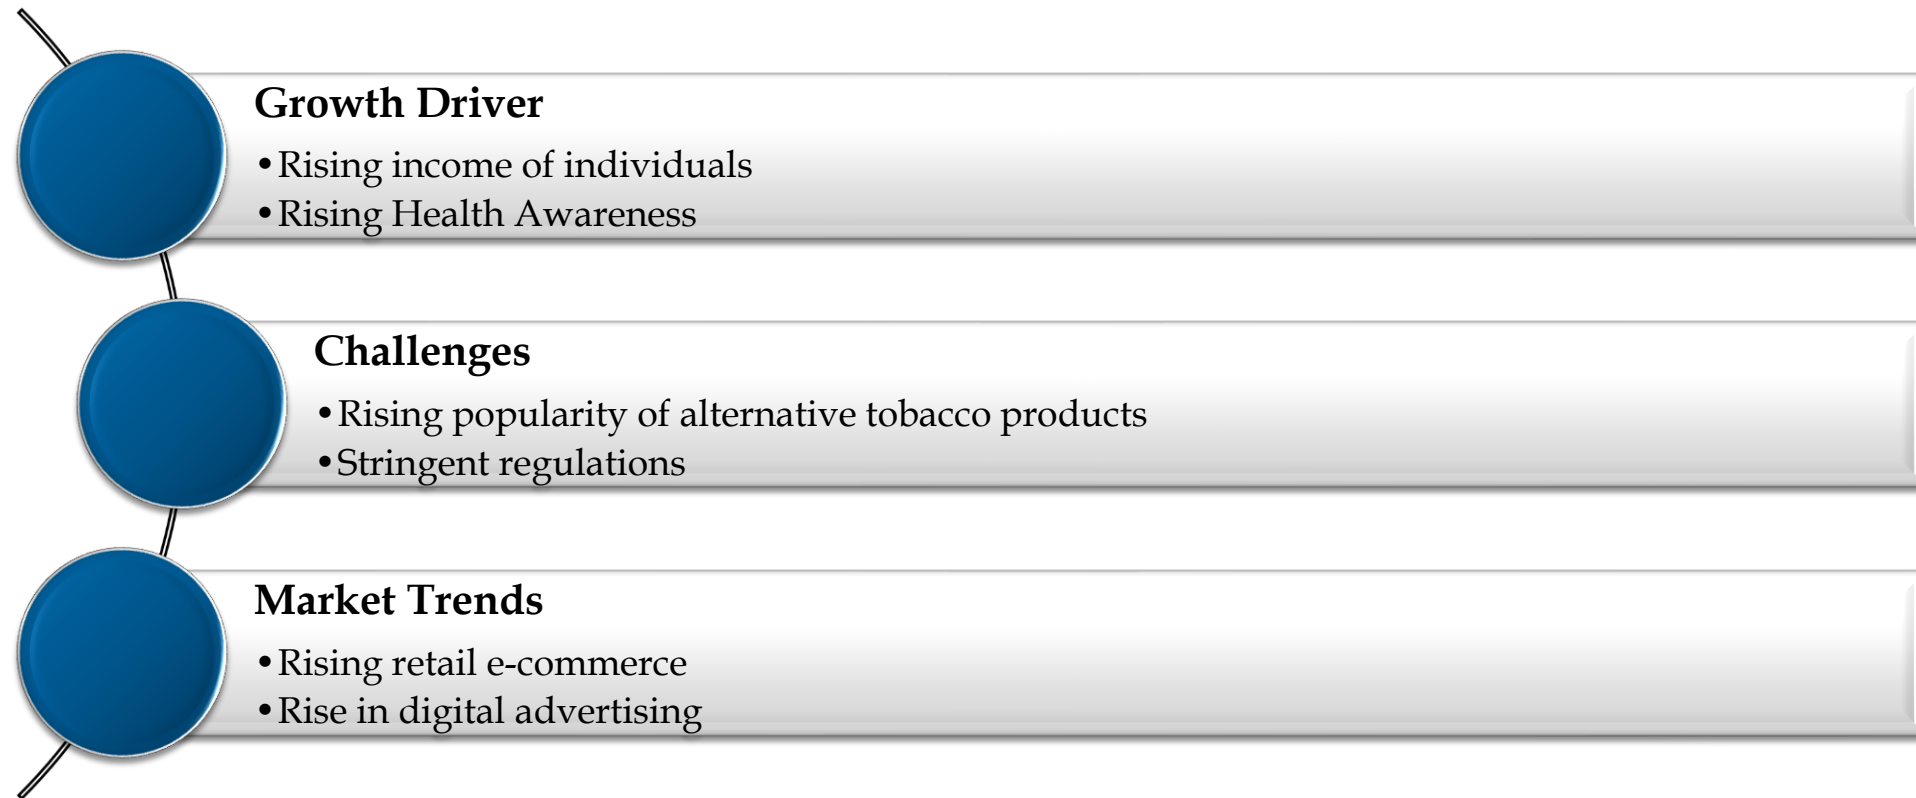 Growth Driver
•Rising income of individuals
•Rising Health Awareness
Challenges
•Rising popularity of alternative tobacco products
•Stringent regulations
Market Trends
•Rising retail e-commerce
•Rise in digital advertising